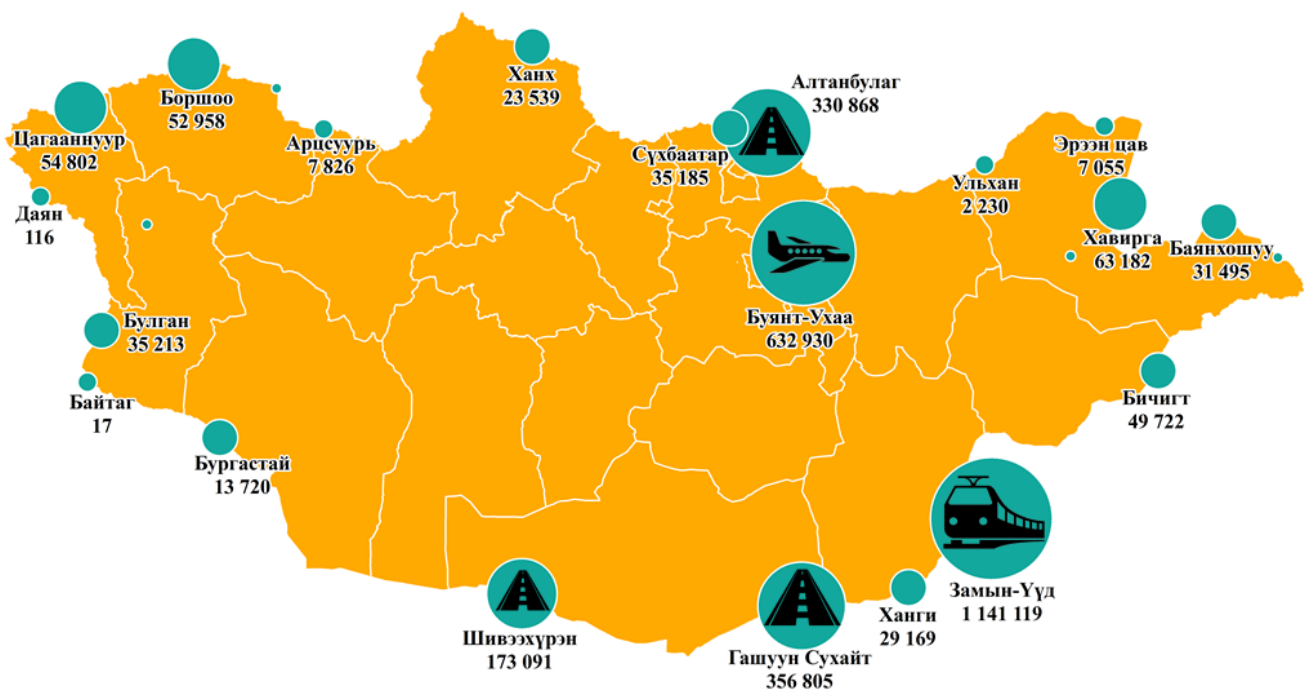 Ханх
23 539
Алтанбулаг
330 868
Боршоо
52 958
Цагааннуур
54 802
Арцсуурь
7 826
Сүхбаатар
35 185
Эрээн цав
7 055
Ульхан
2 230
Даян
116
Хавирга
63 182
Баянхошуу
31 495
Буянт-Ухаа
632 930
Булган
35 213
Байтаг
17
Бичигт
49 722
Бургастай
13 720
Замын-Үүд
1 141 119
Ханги
29 169
Шивээхүрэн
173 091
Гашуун Сухайт
356 805